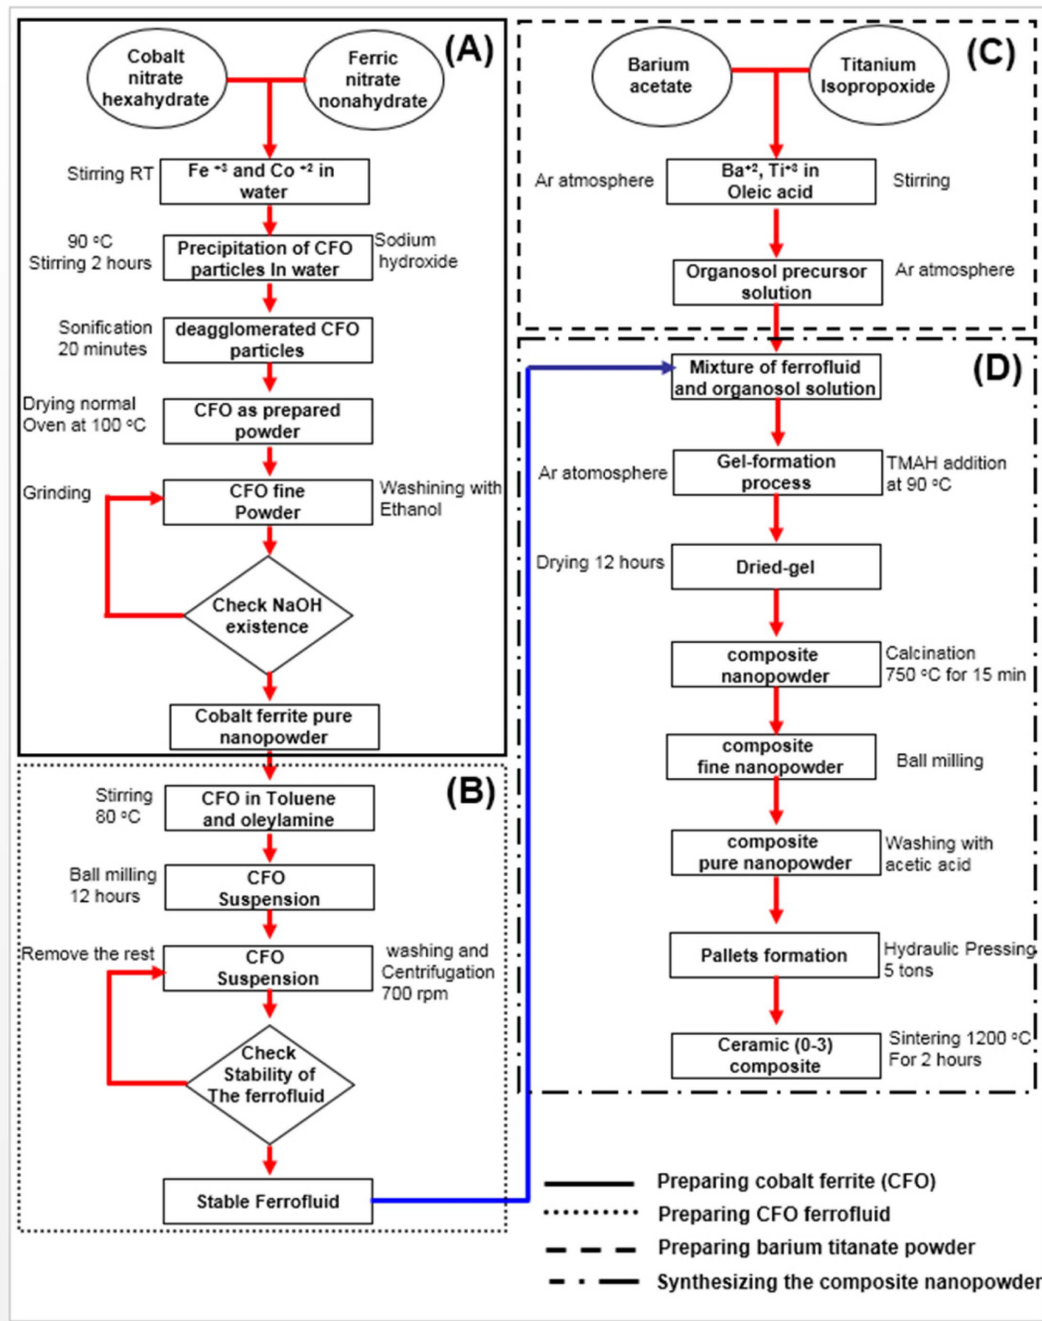 (A)
Cobalt
nitrate
hexahydrate
Ferric
nitrate
nonahydrate
Stirring RT
Fe +3 and Co +2 in
water
90 oC
Stirring 2 hours
Precipitation of CFO
particles In water
Sodium
hydroxide
Sonification
20 minutes
deagglomerated CFO
particles
Drying normal
Oven at 100 oC
CFO as prepared
powder
Grinding
CFO fine
Powder
Washining with
Ethanol
Check NaOH
existence
Cobalt ferrite pure
nanopowder
(B)
Stirring
80 oC
CFO in Toluene
and oleylamine
Ball milling
12 hours
CFO
Suspension
Remove the rest
CFO
Suspension
washing and
Centrifugation
700 rpm
Check
Stability of
The ferrofluid
Stable Ferrofluid
(C)
Barium
acetate
Titanium
Isopropoxide
Ar atmosphere
Ba+2, Ti+3 in
Oleic acid
Stirring
Organosol precursor
solution
Ar atmosphere
(D)
Mixture of ferrofluid
and organosol solution
Ar atomosphere
Gel-formation
process
TMAH addition
at 90 oC
Drying 12 hours
Dried-gel
composite
nanopowder
Calcination
750 oC for 15 min
composite
fine nanopowder
Ball milling
composite
pure nanopowder
Washing with
acetic acid
Pallets formation
Hydraulic Pressing
5 tons
Ceramic (0-3)
composite
Sintering 1200 oC
For 2 hours
Preparing cobalt ferrite (CFO)
Preparing CFO ferrofluid
Preparing barium titanate powder
Synthesizing the composite nanopowder